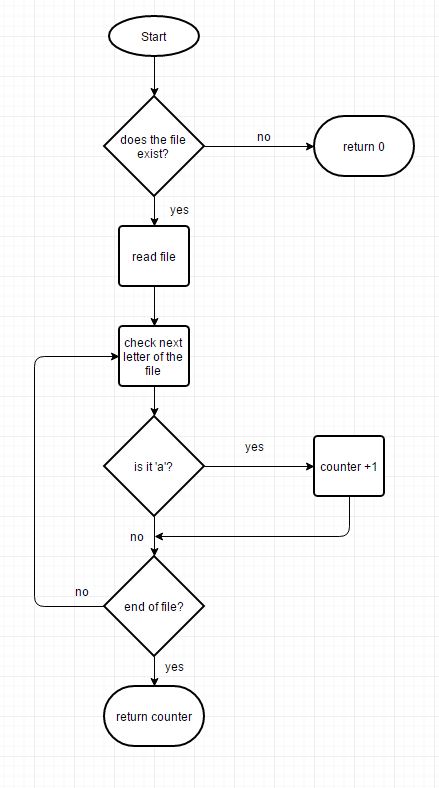 Start
does the file
exist?
no
return 0
yes
read file
check next
letter of the
file
is it 'a'?
yes
counter +1
no
end of file?
no
yes
return counter